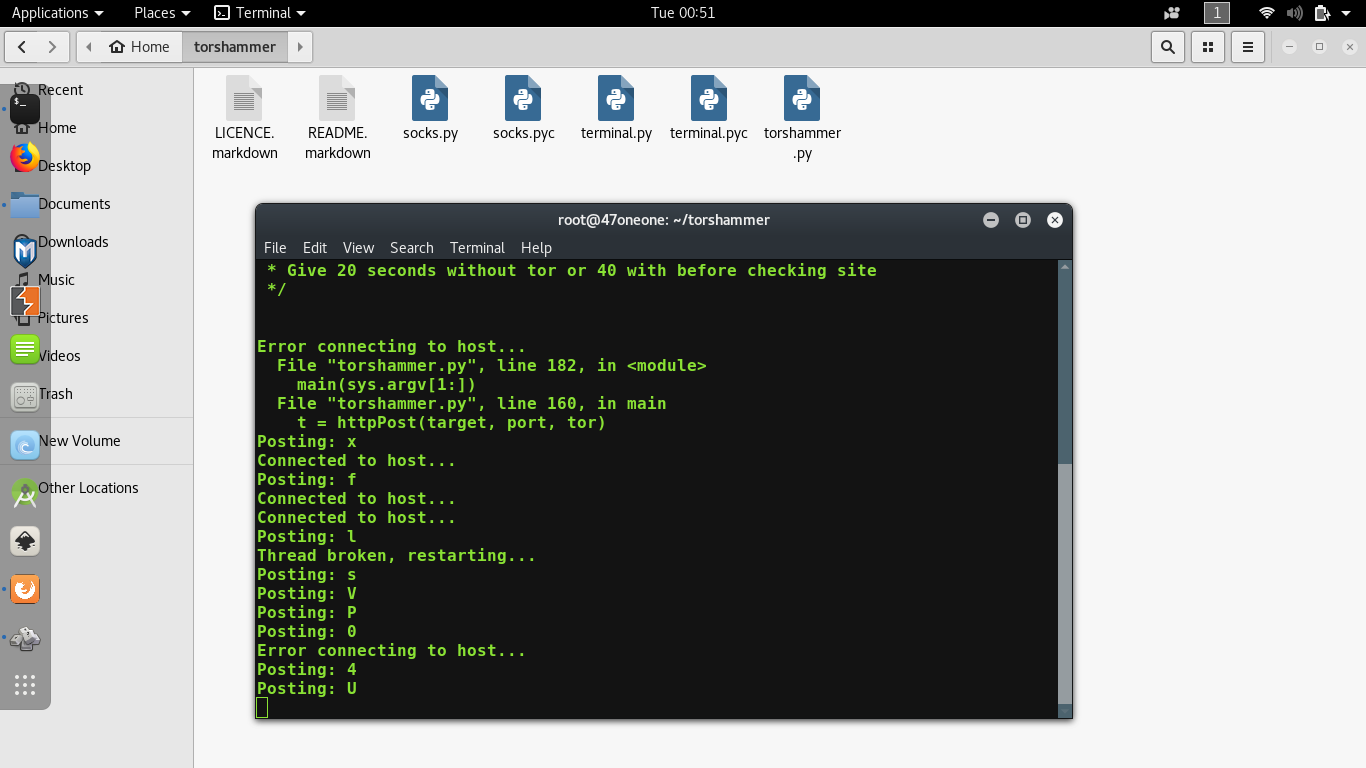 Applications Places Terminal Tue 00:51 1
Home torshammer
Recent
Home
Desktop
Documents
Downloads
Music
Pictures
Videos
Trash
New Volume
Other Locations
LICENCE. README. socks.py socks.pyc terminal.py terminal.pyc torshammer
markdown markdown .py
root@47oneone: ~/torshammer
File Edit View Search Terminal Help
* Give 20 seconds without tor or 40 with before checking site
*/
Error connecting to host...
File "torshammer.py", line 182, in <module>
main(sys.argv[1:])
File "torshammer.py", line 160, in main
t = httpPost(target, port, tor)
Posting: x
Connected to host...
Posting: f
Connected to host...
Connected to host...
Posting: l
Thread broken, restarting...
Posting: s
Posting: V
Posting: P
Posting: 0
Error connecting to host...
Posting: 4
Posting: U